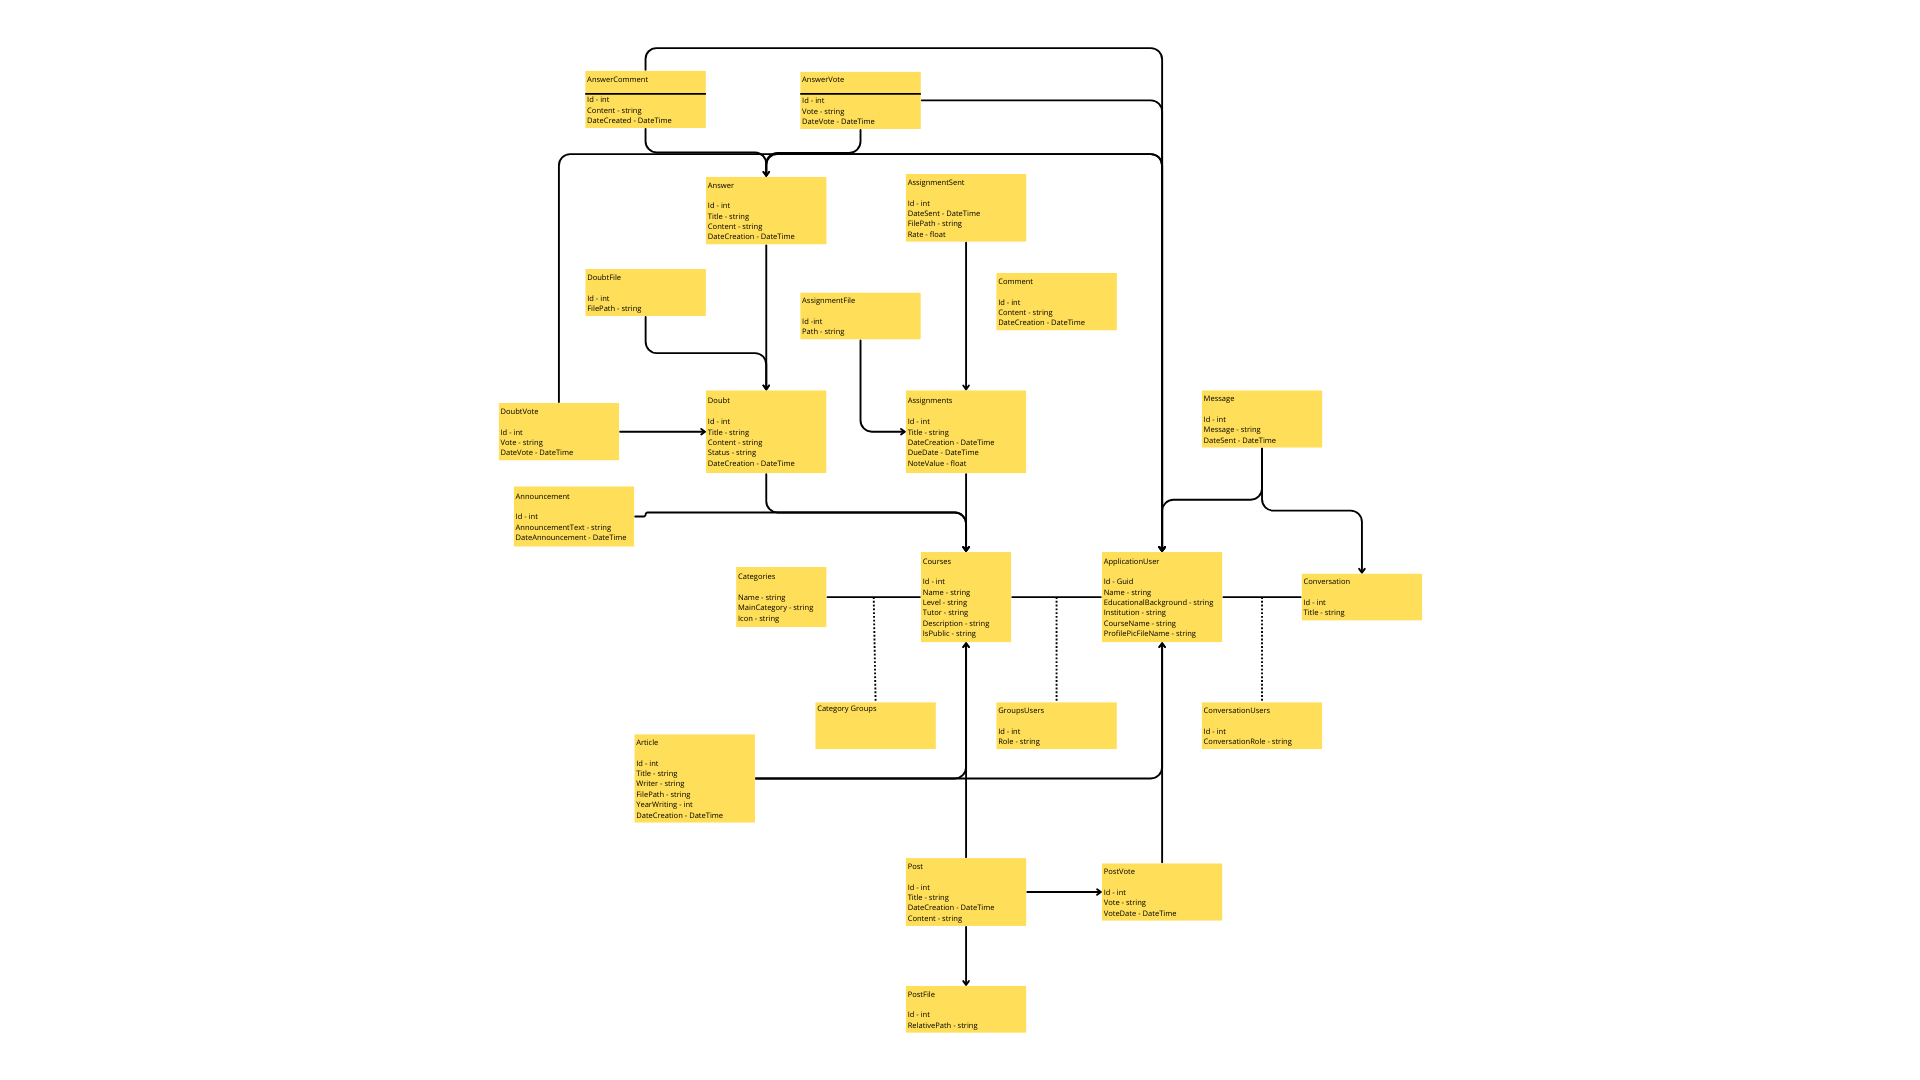 AnswerComment
Id - int
Content - string
DateCreated - DateTime
AnswerVote
Id - int
Vote - string
DateVote - DateTime
Answer
Id - int
Title - string
Content - string
DateCreation - DateTime
AssignmentSent
Id - int
DateSent - DateTime
FilePath - string
Rate - float
DoubtFile
Id - int
FilePath - string
AssignmentFile
Id -int
Path - string
Comment
Id - int
Content - string
DateCreation - DateTime
DoubtVote
Id - int
Vote - string
DateVote - DateTime
Doubt
Id - int
Title - string
Content - string
Status - string
DateCreation - DateTime
Assignments
Id - int
Title - string
DateCreation - DateTime
DueDate - DateTime
NoteValue - float
Message
Id - int
Message - string
DateSent - DateTime
Announcement
Id - int
AnnouncementText - string
DateAnnouncement - DateTime
Categories
Name - string
MainCategory - string
Icon - string
Courses
Id - int
Name - string
Level - string
Tutor - string
Description - string
IsPublic - string
ApplicationUser
Id - Guid
Name - string
EducationalBackground - string
Institution - string
CourseName - string
ProfilePicFileName - string
Conversation
Id - int
Title - string
Category Groups
GroupsUsers
Id - int
Role - string
ConversationUsers
Id - int
ConversationRole - string
Article
Id - int
Title - string
Writer - string
FilePath - string
YearWriting - int
DateCreation - DateTime
Post
Id - int
Title - string
DateCreation - DateTime
Content - string
PostVote
Id - int
Vote - string
VoteDate - DateTime
PostFile
Id - int
RelativePath - string